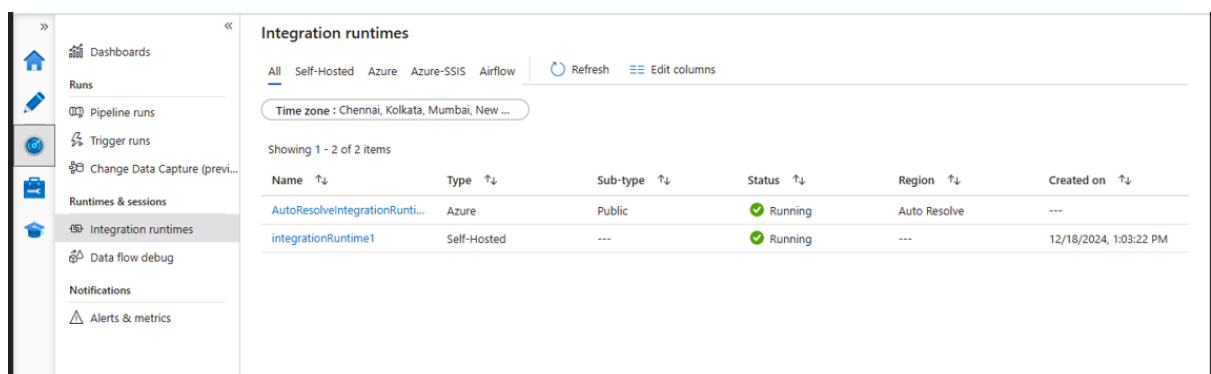 Dashboards
Runs
Pipeline runs
Trigger runs
Change Data Capture (previ...
Runtimes & sessions
Integration runtimes
Data flow debug
Notifications
Alerts & metrics
Integration runtimes
All Self-Hosted Azure Azure-SSIS Airflow Refresh Edit columns
Time zone : Chennai, Kolkata, Mumbai, New ...
Showing 1 - 2 of 2 items
Name Type Sub-type Status Region Created on
AutoResolveIntegrationRunti... Azure Public Running Auto Resolve ---
integrationRuntime1 Self-Hosted --- Running --- 12/18/2024, 1:03:22 PM